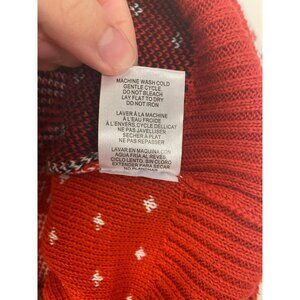 MACHINE WASH COLD
GENTLE CYCLE
DO NOT BLEACH
LAY FLAT TO DRY
DO NOT IRON
LAVER À LA MACHINE
À L'EAU FROIDE
À L'ENVERS.CYCLE DÉLICAT
NE PAS JAVELLISER
SÉCHER À PLAT
NE PAS REPASSER
LAVAR EN MAQUINA CON
AGUA FRIA AL REVÉS
CICLO LENTO. SIN CLORO
EXTENDER PARA SECAR
NO PLANCHAR